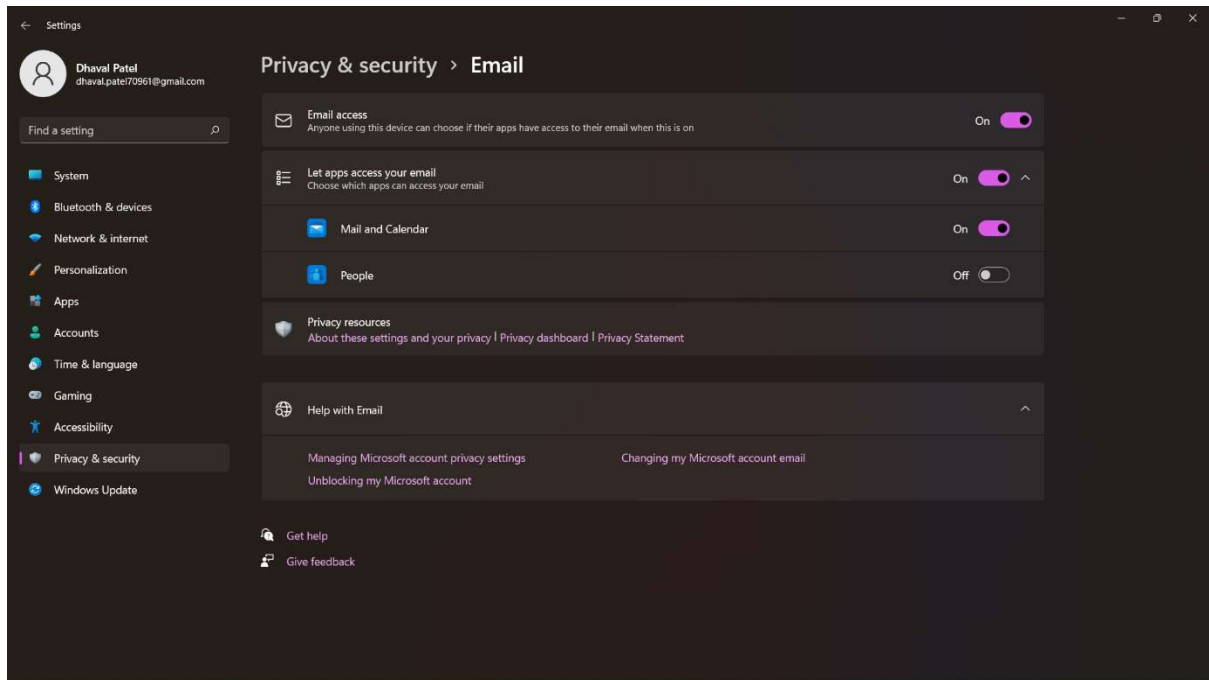 Settings
Dhaval Patel
dhaval.patel70961@gmail.com
Find a setting
System
Bluetooth & devices
Network & internet
Personalization
Apps
Accounts
Time & language
Gaming
Accessibility
Privacy & security
Windows Update
Privacy & security > Email
Email access
Anyone using this device can choose if their apps have access to their email when this is on
On
Let apps access your email
Choose which apps can access your email
On
Mail and Calendar
On
People
Off
Privacy resources
About these settings and your privacy | Privacy dashboard | Privacy Statement
Help with Email
Managing Microsoft account privacy settings
Changing my Microsoft account email
Unblocking my Microsoft account
Get help
Give feedback